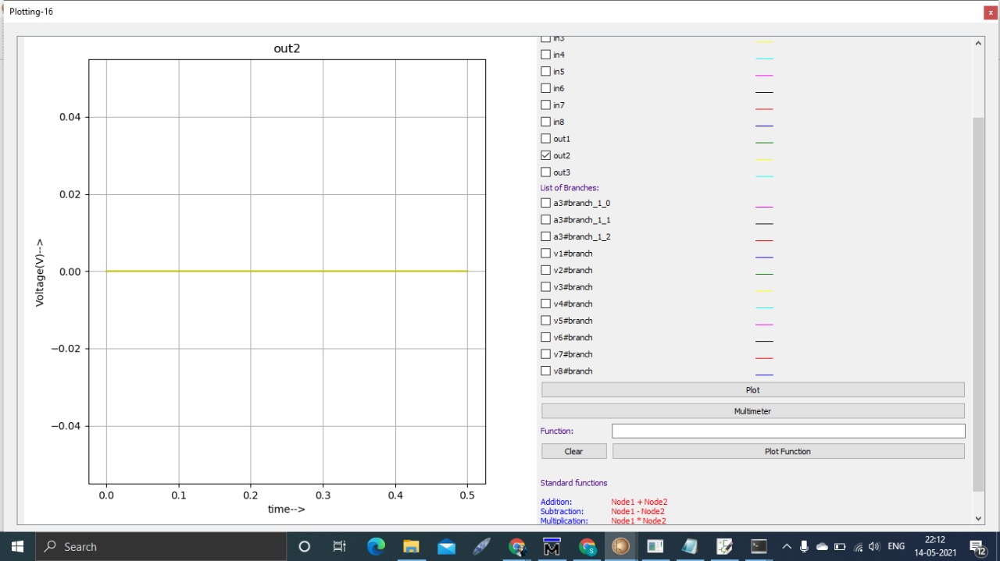 Plotting-16
x
out2
0.04
0.02
0.00
−0.02
−0.04
Voltage(V)-->
0.0 0.1 0.2 0.3 0.4 0.5
time-->
in3
in4
in5
in6
in7
in8
out1
out2
out3
List of Branches:
a3#branch_1_0
a3#branch_1_1
a3#branch_1_2
v1#branch
v2#branch
v3#branch
v4#branch
v5#branch
v6#branch
v7#branch
v8#branch
Plot
Multimeter
Function:
Clear Plot Function
Standard functions
Addition: Node1 + Node2
Subtraction: Node1 - Node2
Multiplication: Node1 * Node2
Search
S
ENG
22:12
14-05-2021
12